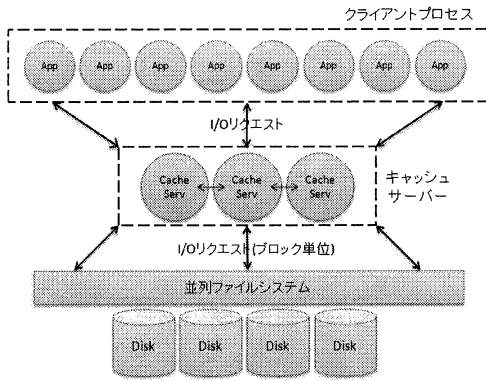 クライアントプロセス
App App App App App App App App
I/Oリクエスト
Cache Serv Cache Serv Cache Serv
キャッシュ
サーバー
I/Oリクエスト(ブロック単位)
並列ファイルシステム
Disk Disk Disk Disk